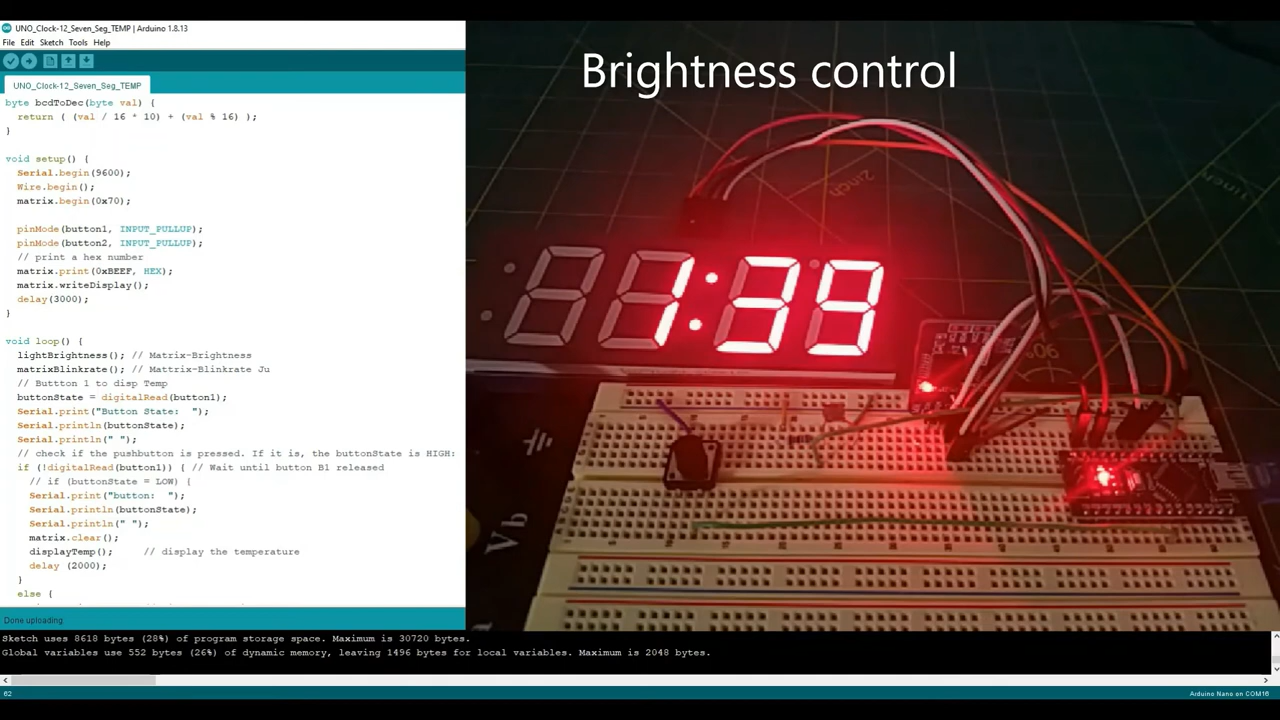 UNO_Clock-12_Seven_Seg_TEMP | Arduino 1.8.13
File Edit Sketch Tools Help
UNO_Clock-12_Seven_Seg_TEMP
Brightness control
byte bcdToDec(byte val) {
return ( (val / 16 * 10) + (val % 16) );
}
void setup() {
Serial.begin(9600);
Wire.begin();
matrix.begin(0x70);
pinMode(button1, INPUT_PULLUP);
pinMode(button2, INPUT_PULLUP);
// print a hex number
matrix.print(0xBEEF, HEX);
matrix.writeDisplay();
delay(3000);
}
void loop() {
lightBrightness(); // Matrix-Brightness
matrixBlinkrate(); // Mattrix-Blinkrate Ju
// Buttton 1 to disp Temp
buttonState = digitalRead(button1);
Serial.print("Button State:  ");
Serial.println(buttonState);
Serial.println(" ");
// check if the pushbutton is pressed. If it is, the buttonState is HIGH:
if (!digitalRead(button1)) { // Wait until button B1 released
// if (buttonState = LOW) {
Serial.print("button:  ");
Serial.println(buttonState);
Serial.println(" ");
matrix.clear();
displayTemp();     // display the temperature
delay (2000);
}
else {
2inch
1:39
90°
Vb
Done uploading.
Sketch uses 8618 bytes (28%) of program storage space. Maximum is 30720 bytes.
Global variables use 552 bytes (26%) of dynamic memory, leaving 1496 bytes for local variables. Maximum is 2048 bytes.
62
Arduino Nano on COM16